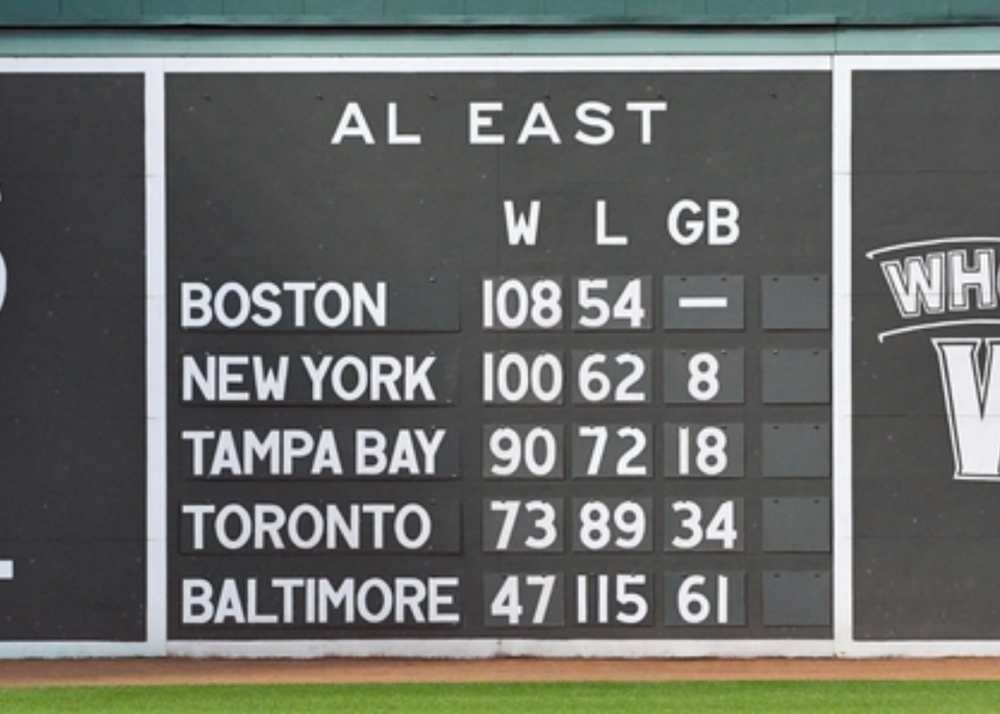 AL EAST
W L GB
BOSTON 108 54 —
NEW YORK 100 62 8
TAMPA BAY 90 72 18
TORONTO 73 89 34
BALTIMORE 47 115 61